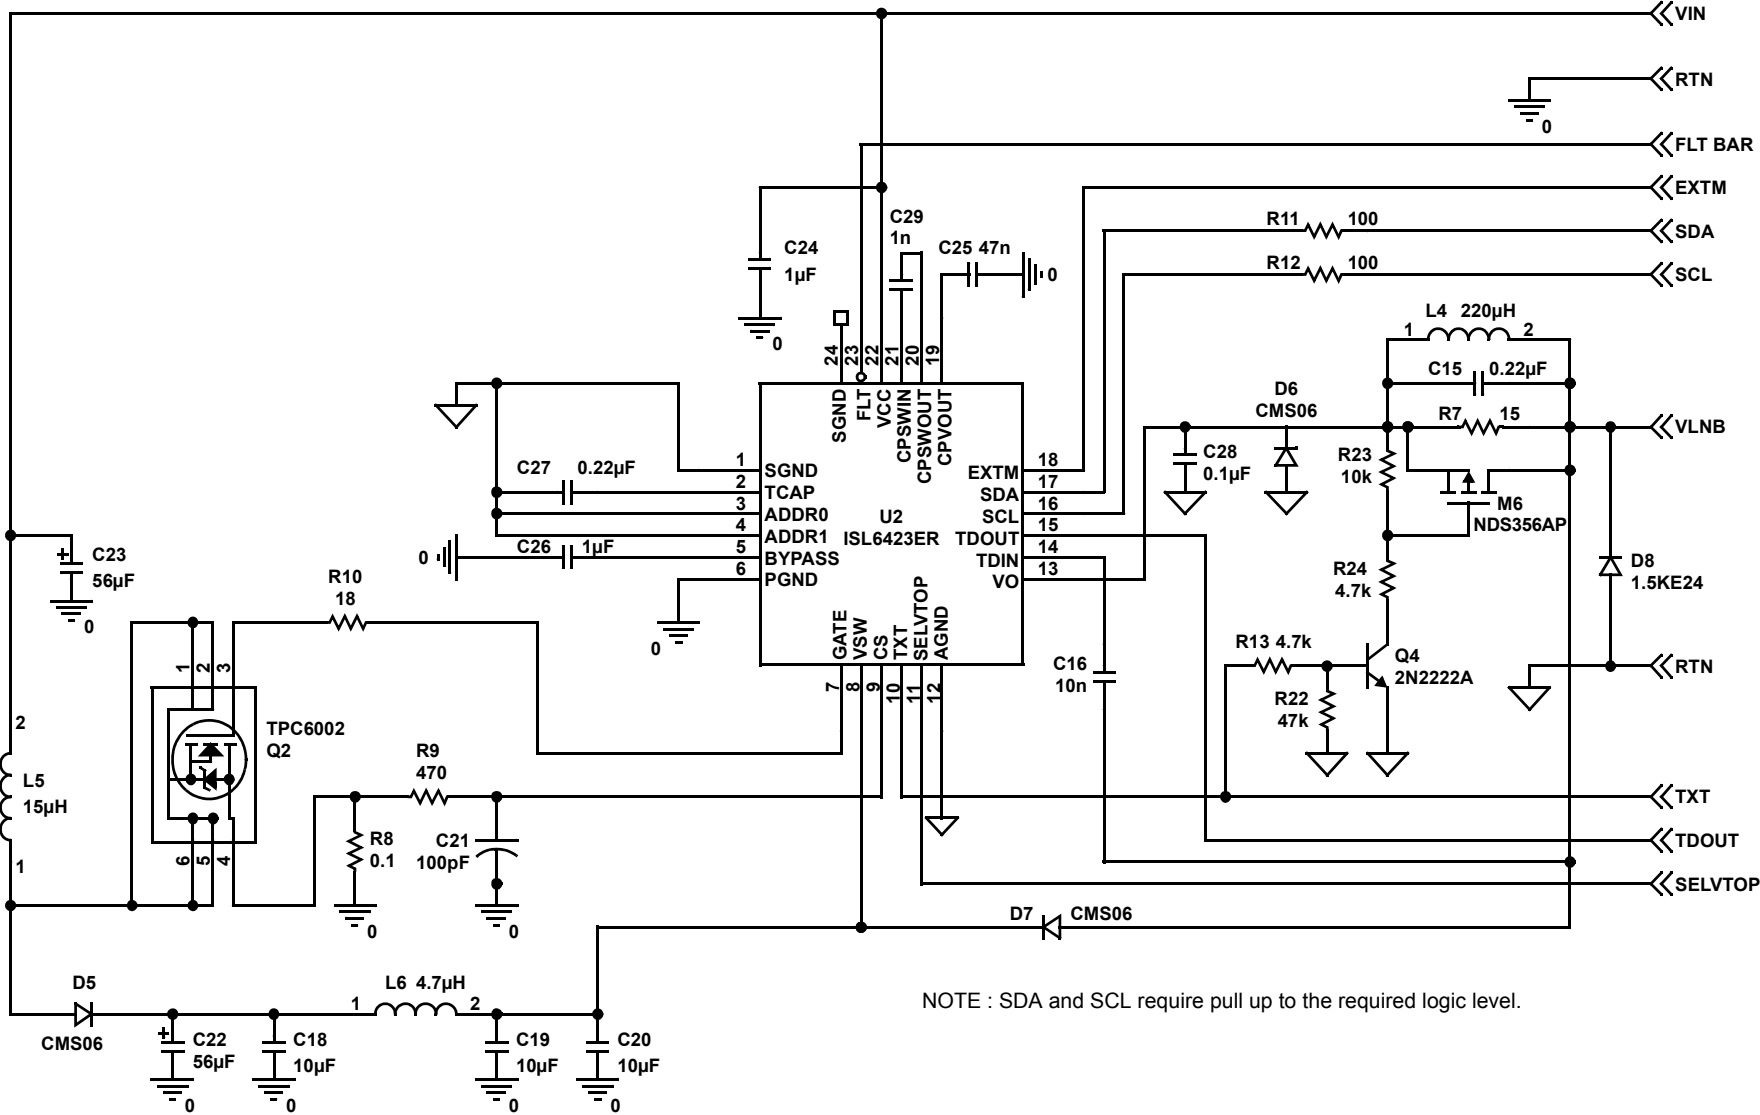 VIN
RTN
0
FLT BAR
EXTM
R11 100
SDA
R12 100
SCL
C29
1n
C25 47n
0
C24
1µF
0
L4 220µH
1 2
C15 0.22µF
R7 15
VLNB
D6
CMS06
C28
0.1µF
R23
10k
M6
NDS356AP
R24
4.7k
D8
1.5KE24
24
23
22
21
20
19
SGND
FLT
VCC
CPSWIN
CPSWOUT
CPVOUT
1 SGND
2 TCAP
3 ADDR0
4 ADDR1
5 BYPASS
6 PGND
U2
ISL6423ER
EXTM 18
SDA 17
SCL 16
TDOUT 15
TDIN 14
VO 13
GATE
VSW
CS
TXT
SELVTOP
AGND
7
8
9
10
11
12
C27 0.22µF
0
C26 1µF
0
C23
56µF
0
R10
18
1
2
3
TPC6002
Q2
6
5
4
2
L5
15µH
1
R9
470
R8
0.1
0
C21
100pF
0
C16
10n
R13 4.7k
Q4
2N2222A
R22
47k
RTN
TXT
TDOUT
SELVTOP
D7 CMS06
D5
CMS06
L6 4.7µH
1 2
C22
56µF
0
C18
10µF
0
C19
10µF
0
C20
10µF
0
NOTE : SDA and SCL require pull up to the required logic level.